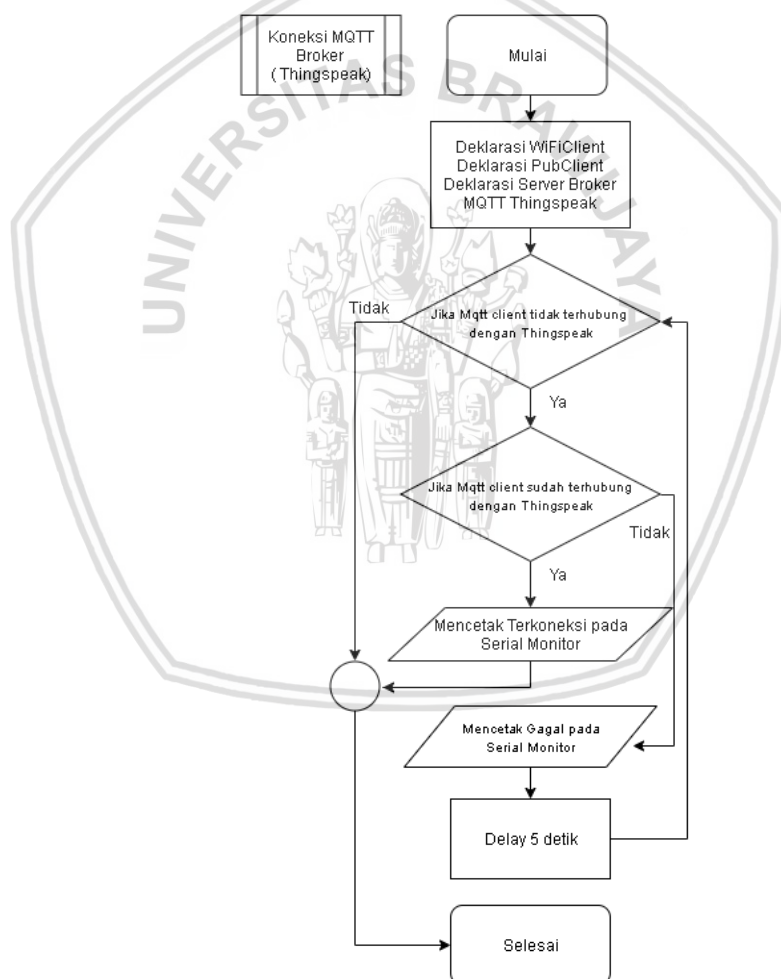 Koneksi MQTT
Broker
( Thingspeak)
Mulai
UNIVERSITAS BRAWIJAYA
Deklarasi WiFiClient
Deklarasi PubClient
Deklarasi Server Broker
MQTT Thingspeak
Tidak
Jika Mqtt client tidak terhubung
dengan Thingspeak
Ya
Jika Mqtt client sudah terhubung
dengan Thingspeak
Tidak
Ya
Mencetak Terkoneksi pada
Serial Monitor
Mencetak Gagal pada
Serial Monitor
Delay 5 detik
Selesai